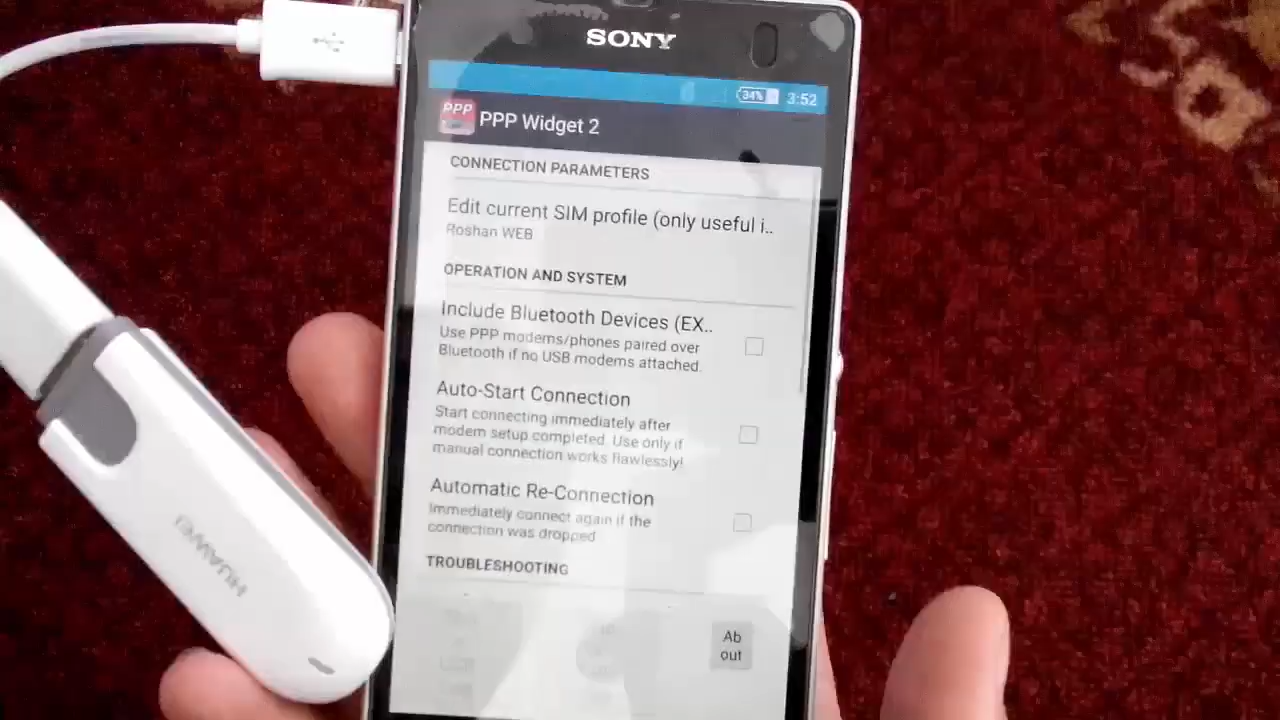 SONY
34% 3:52
PPP
PPP Widget 2
CONNECTION PARAMETERS
Edit current SIM profile (only useful i..
Roshan WEB
OPERATION AND SYSTEM
Include Bluetooth Devices (EX..
Use PPP modems/phones paired over
Bluetooth if no USB modems attached.
Auto-Start Connection
Start connecting immediately after
modem setup completed. Use only if
manual connection works flawlessly!
Automatic Re-Connection
Immediately connect again if the
connection was dropped
TROUBLESHOOTING
Ab
out
HUAWEI